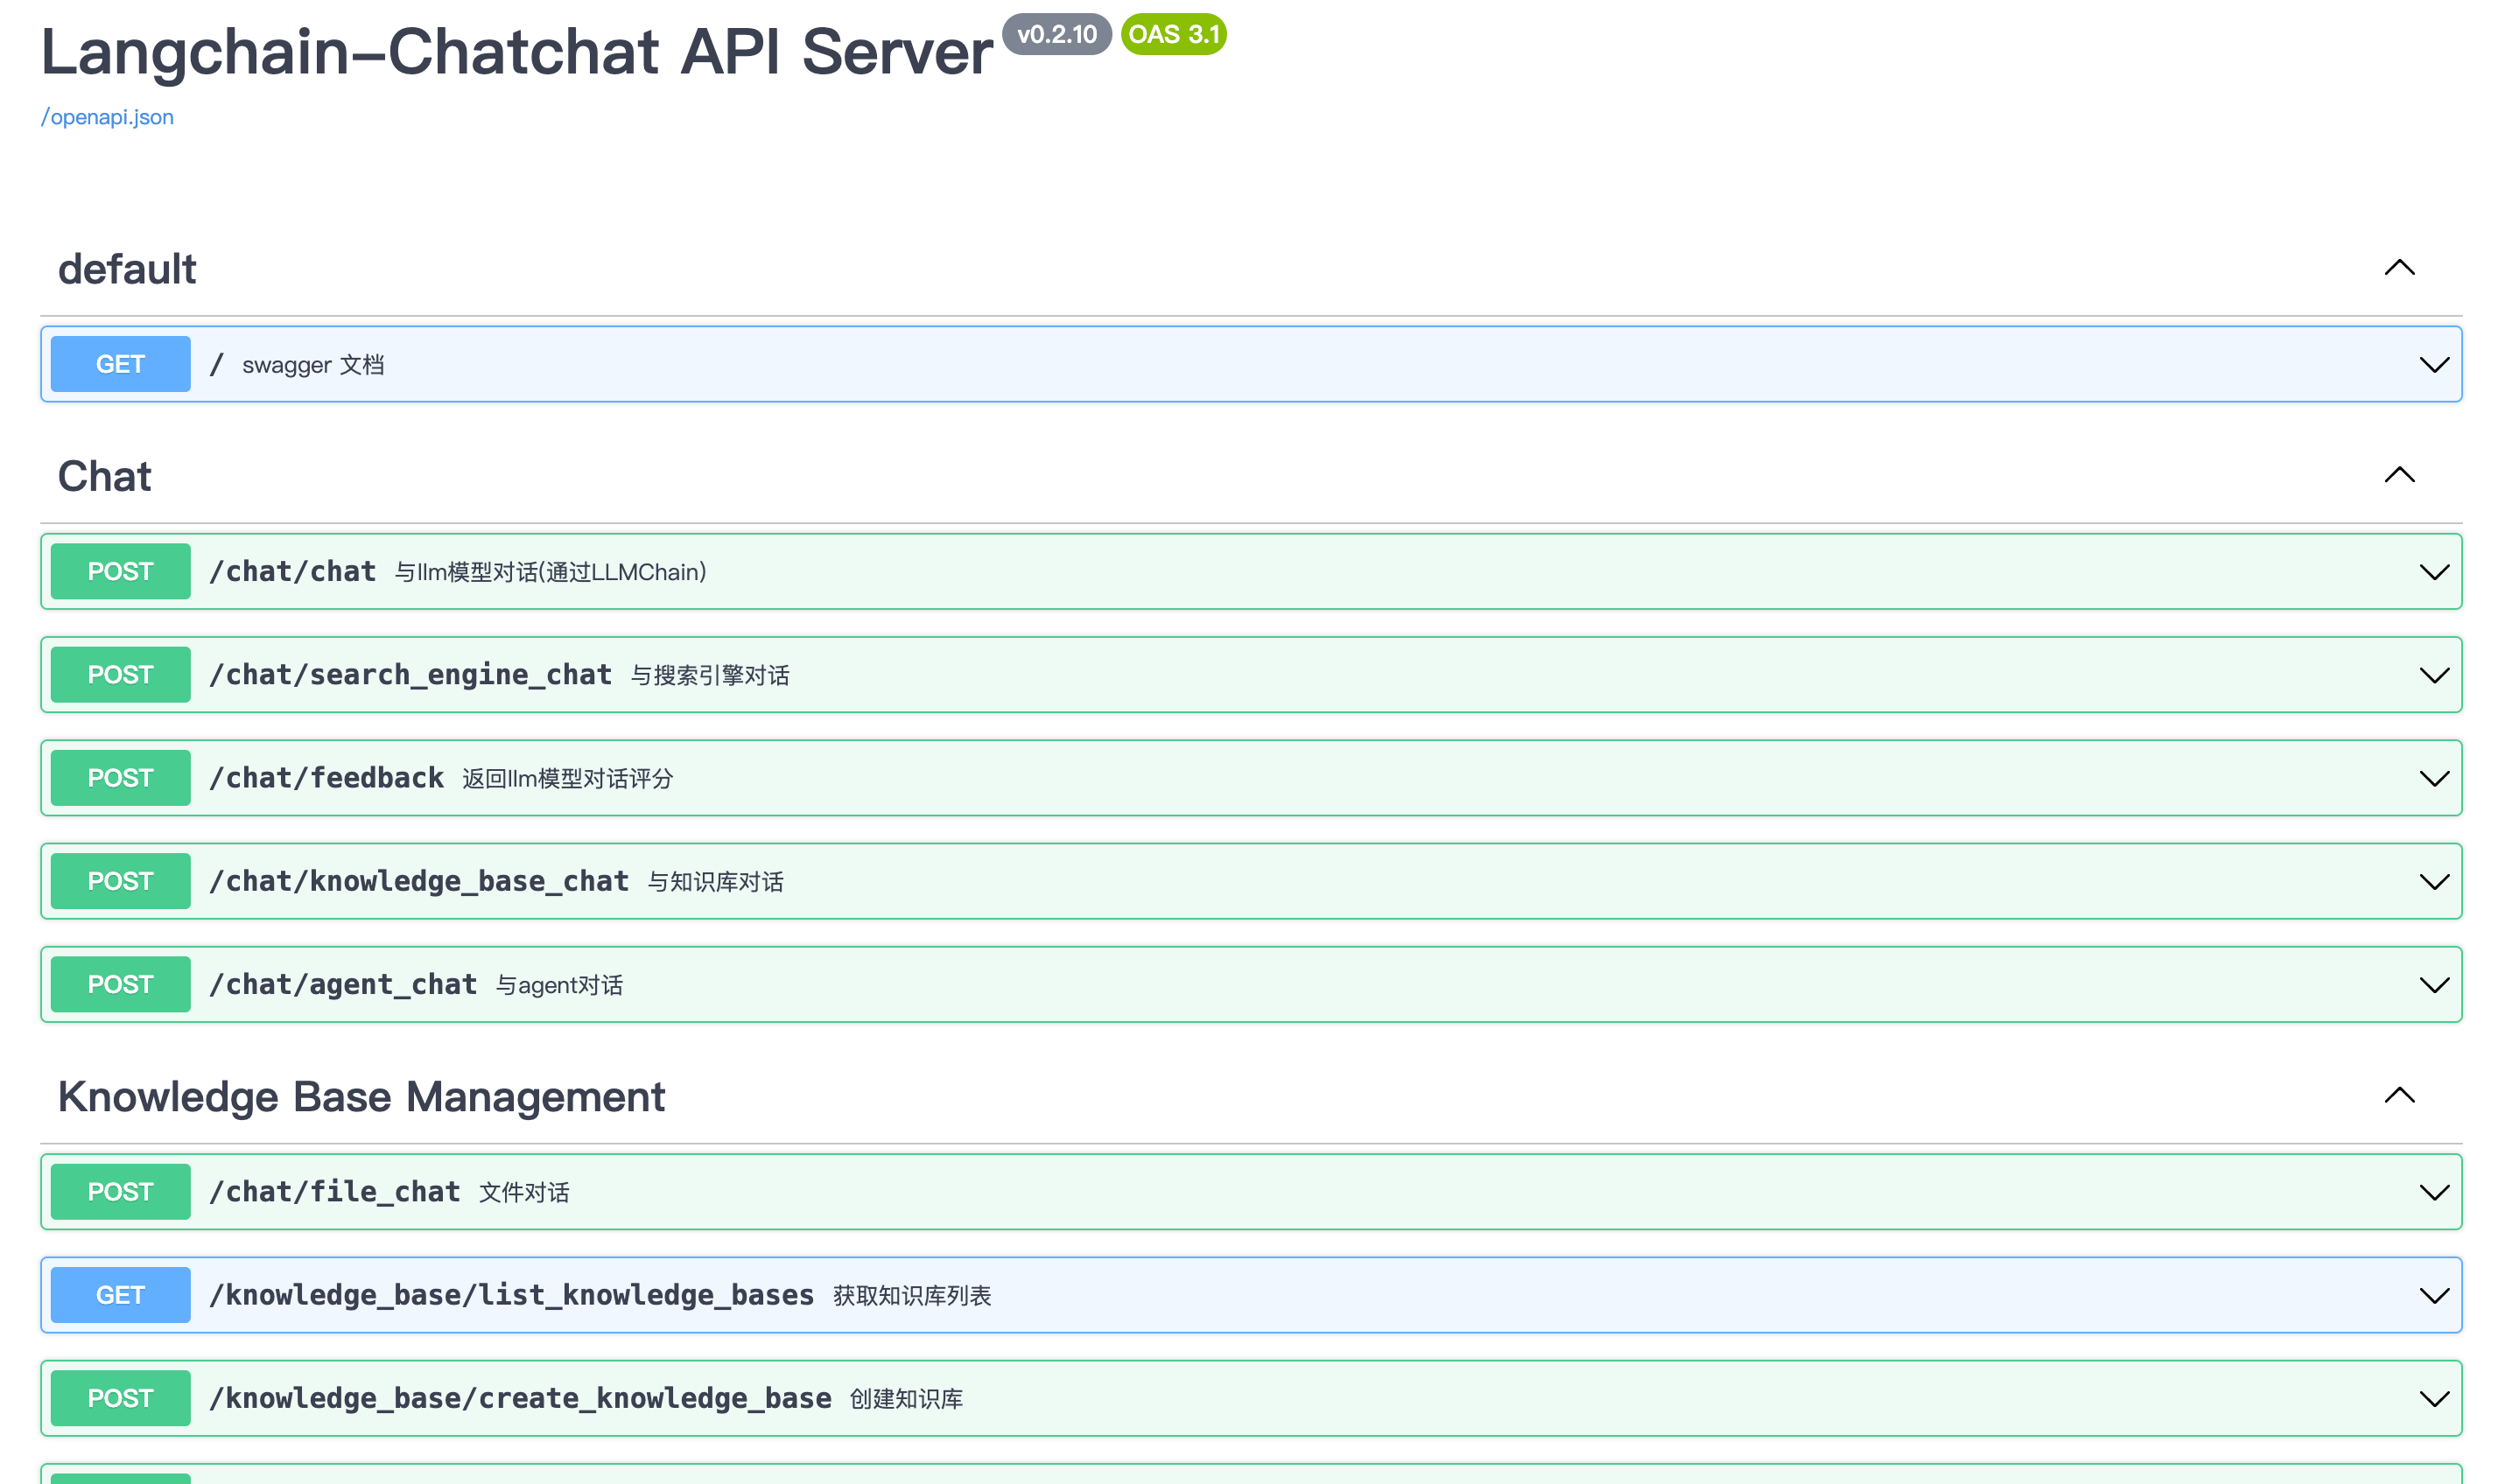 Langchain-Chatchat API Server v0.2.10 OAS 3.1
/openapi.json
default
GET / swagger 文档
Chat
POST /chat/chat 与llm模型对话(通过LLMChain)
POST /chat/search_engine_chat 与搜索引擎对话
POST /chat/feedback 返回llm模型对话评分
POST /chat/knowledge_base_chat 与知识库对话
POST /chat/agent_chat 与agent对话
Knowledge Base Management
POST /chat/file_chat 文件对话
GET /knowledge_base/list_knowledge_bases 获取知识库列表
POST /knowledge_base/create_knowledge_base 创建知识库